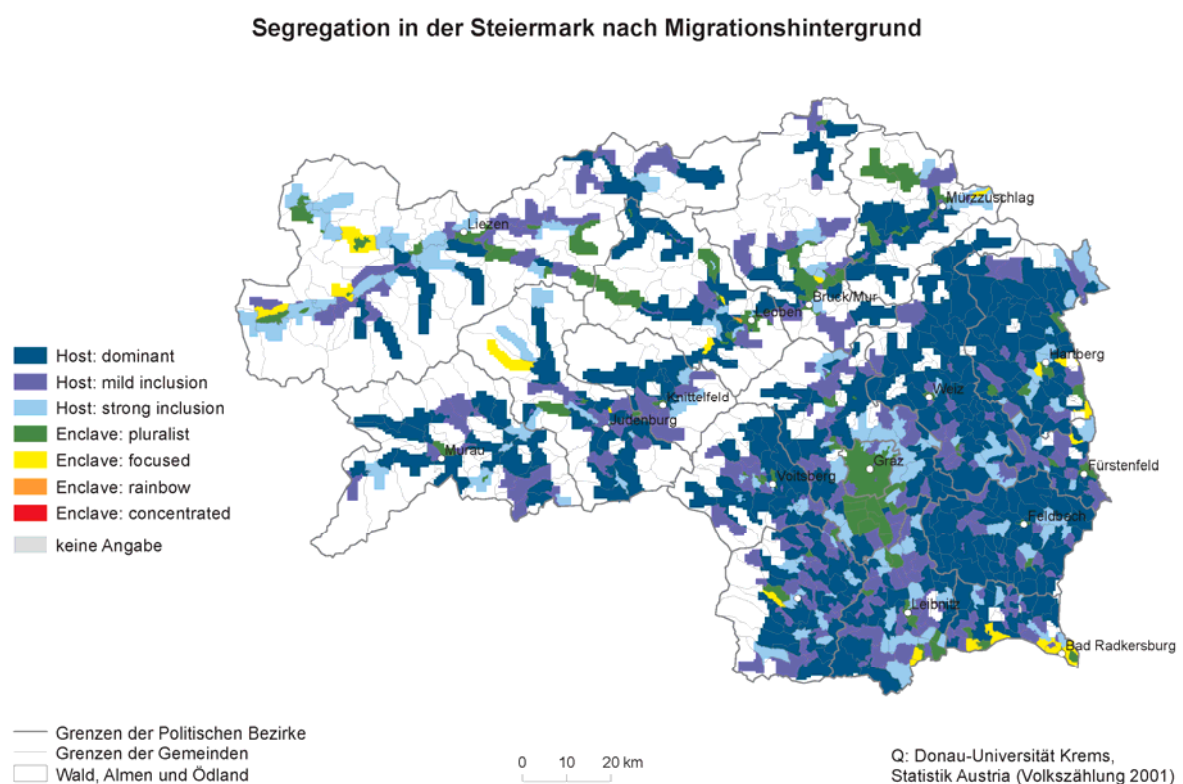 Segregation in der Steiermark nach Migrationshintergrund
Mürzzuschlag
Liezen
Bruck/Mur
Leoben
Hartberg
Weiz
Knittelfeld
Judenburg
Murau
Graz
Fürstenfeld
Voitsberg
Feldbach
Leibnitz
Bad Radkersburg
Host: dominant
Host: mild inclusion
Host: strong inclusion
Enclave: pluralist
Enclave: focused
Enclave: rainbow
Enclave: concentrated
keine Angabe
Grenzen der Politischen Bezirke
Grenzen der Gemeinden
Wald, Almen und Ödland
0 10 20 km
Q: Donau-Universität Krems,
Statistik Austria (Volkszählung 2001)